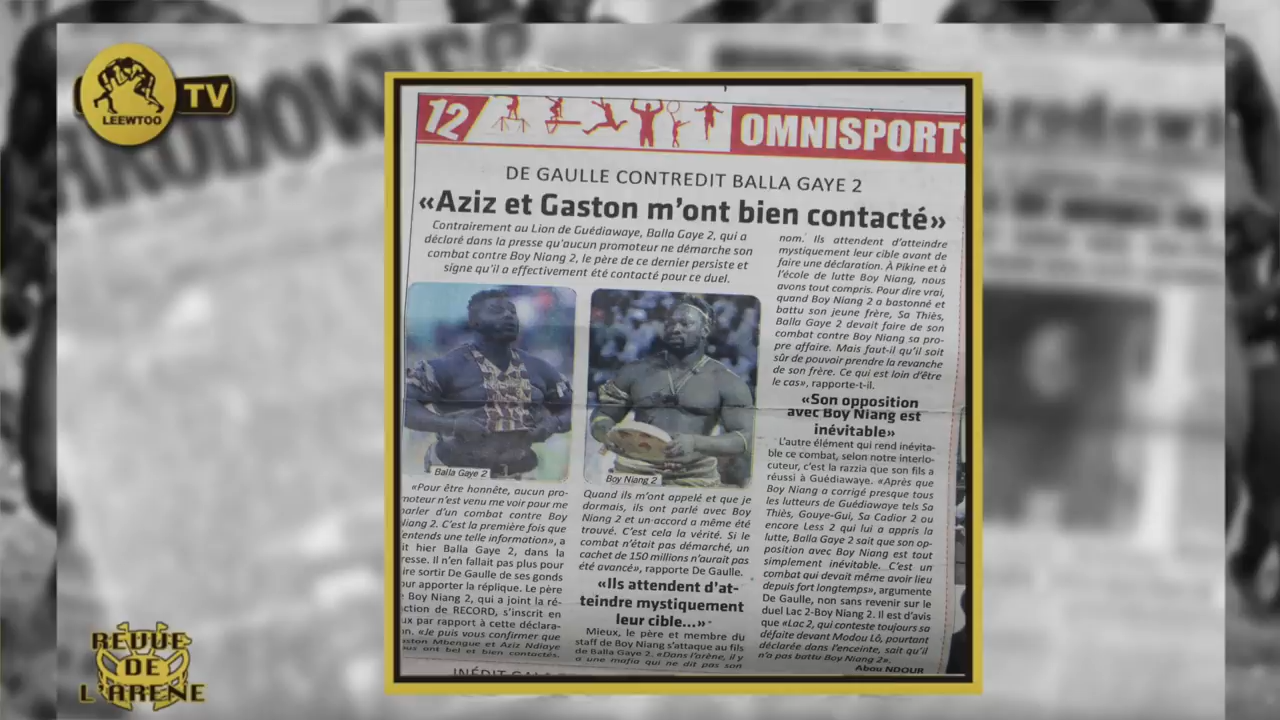 LEEWTOO
TV
12
OMNISPORTS
DE GAULLE CONTREDIT BALLA GAYE 2
«Aziz et Gaston m'ont bien contacté»
Contrairement au Lion de Guédiawaye, Balla Gaye 2, qui a
déclaré dans la presse qu'aucun promoteur ne démarche son
combat contre Boy Niang 2, le père de ce dernier persiste et
signe qu'il a effectivement été contacté pour ce duel.
Balla Gaye 2
Boy Niang 2
«Pour être honnête, aucun pro-
moteur n'est venu me voir pour me
parler d'un combat contre Boy
Niang 2. C'est la première fois que
j'entends une telle information», a
it hier Balla Gaye 2, dans la
resse. Il n'en fallait pas plus pour
ire sortir De Gaulle de ses gonds
ur apporter la réplique. Le père
e Boy Niang 2, qui a joint la ré-
action de RECORD, s'inscrit en
ux par rapport à cette déclara-
n. «Je puis vous confirmer que
aston Mbengue et Aziz Ndiaye
ous ont bel et bien contactés.
Quand ils m'ont appelé et que je
dormais, ils ont parlé avec Boy
Niang 2 et un accord a même été
trouvé. C'est cela la vérité. Si le
combat n'était pas démarché, un
cachet de 150 millions n'aurait pas
été avancé», rapporte De Gaulle.
«Ils attendent d'at-
teindre mystiquement
leur cible...»
Mieux, le père et membre du
staff de Boy Niang s'attaque au fils
de Balla Gaye 2. «Dans l'arène, il y
a une mafia qui ne dit pas son
nom. Ils attendent d'atteindre
mystiquement leur cible avant de
faire une déclaration. À Pikine et à
l'école de lutte Boy Niang, nous
avons tout compris. Pour dire vrai,
quand Boy Niang 2 a bastonné et
battu son jeune frère, Sa Thiès,
Balla Gaye 2 devait faire de son
combat contre Boy Niang sa pro-
pre affaire. Mais faut-il qu'il soit
sûr de pouvoir prendre la revanche
de son frère. Ce qui est loin d'être
le cas», rapporte-t-il.
«Son opposition
avec Boy Niang est
inévitable»
L'autre élément qui rend inévita-
ble ce combat, selon notre interlo-
cuteur, c'est la razzia que son fils a
réussi à Guédiawaye. «Après que
Boy Niang a corrigé presque tous
les lutteurs de Guédiawaye tels Sa
Thiès, Gouye-Gui, Sa Cadior 2 ou
encore Less 2 qui lui a appris la
lutte, Balla Gaye 2 sait que son op-
position avec Boy Niang est tout
simplement inévitable. C'est un
combat qui devait même avoir lieu
depuis fort longtemps», argumente
De Gaulle, non sans revenir sur le
duel Lac 2-Boy Niang 2. Il est d'avis
que «Lac 2, qui conteste toujours sa
défaite devant Modou Lô, pourtant
déclarée dans l'enceinte, sait qu'il
n'a pas battu Boy Niang 2».
Abou NDOUR
REVUE
DE
L'ARENE